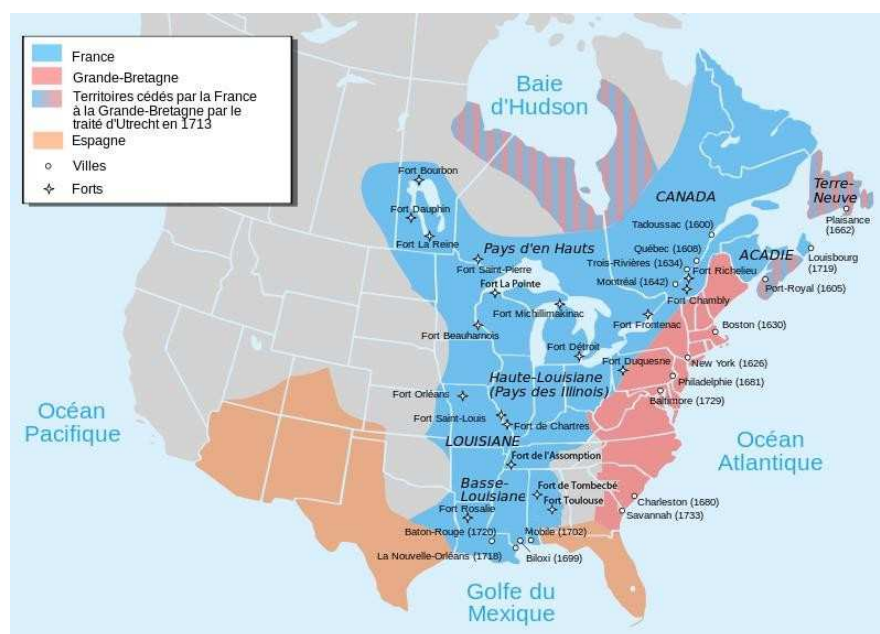 France
Grande-Bretagne
Territoires cédés par la France
à la Grande-Bretagne par le
traité d'Utrecht en 1713
Espagne
Villes
Forts
Baie
d'Hudson
Fort Bourbon
Fort Dauphin
Fort La Reine
CANADA
Terre-
Neuve
Plaisance
(1662)
Tadoussac (1600)
Pays d'en Hauts
Québec (1608)
ACADIE
Louisbourg
(1719)
Trois-Rivières (1634)
Fort Richelieu
Fort Saint-Pierre
Montréal (1642)
Port-Royal (1605)
Fort La Pointe
Fort Chambly
Fort Michillimakinac
Fort Frontenac
Boston (1630)
Fort Beauharnois
Fort Détroit
Fort Duquesne
New York (1626)
Haute-Louisiane
(Pays des Illinois)
Philadelphie (1681)
Fort Orléans
Baltimore (1729)
Océan
Pacifique
Fort Saint-Louis
Fort de Chartres
LOUISIANE
Océan
Atlantique
Fort de l'Assomption
Basse-
Louisiane
Fort de Tombecbé
Fort Toulouse
Fort Rosalie
Charleston (1680)
Savannah (1733)
Baton-Rouge (1720)
Mobile (1702)
La Nouvelle-Orléans (1718)
Biloxi (1699)
Golfe du
Mexique